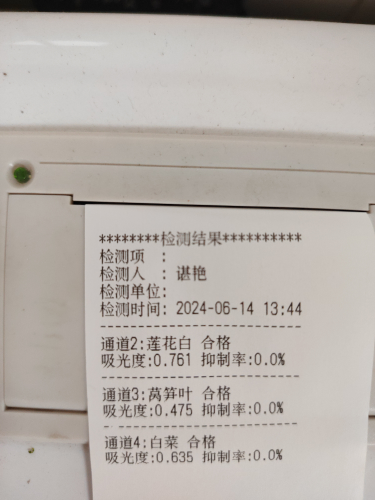 ********检测结果**********
检测项 :
检测人 : 谌艳
检测单位:
检测时间: 2024-06-14 13:44
--------------------------
通道2:莲花白 合格
吸光度:0.761 抑制率:0.0%
--------------------------
通道3:莴笋叶 合格
吸光度:0.475 抑制率:0.0%
--------------------------
通道4:白菜 合格
吸光度:0.635 抑制率:0.0%